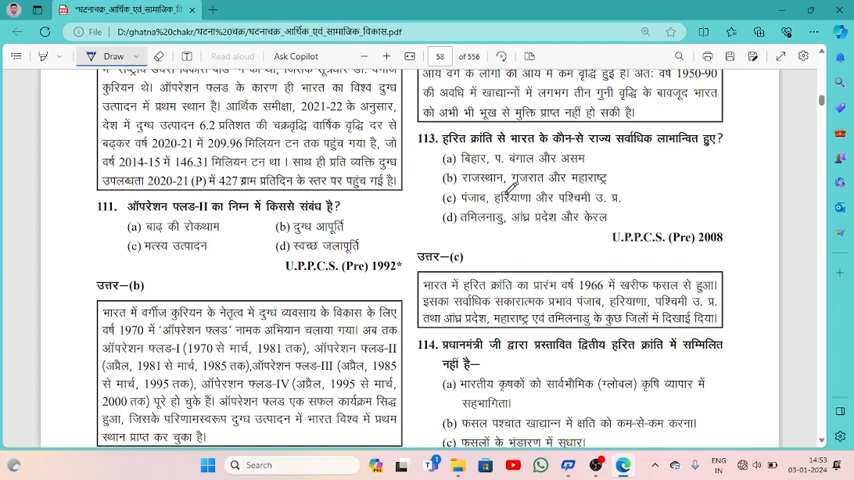 *घटनाचक्र_आर्थिक_एवं_सामाजिक_विकास
File
D:/ghatna%20chakr/घटना%20चक्र/घटनाचक्र_आर्थिक_एवं_सामाजिक_विकास.pdf
Draw
Read aloud
Ask Copilot
58
of 556
कुरियन थे। ऑपरेशन फ्लड के कारण ही भारत का विश्व दुग्ध
उत्पादन में प्रथम स्थान है। आर्थिक समीक्षा, 2021-22 के अनुसार,
देश में दुग्ध उत्पादन 6.2 प्रतिशत की चक्रवृद्धि वार्षिक वृद्धि दर से
बढ़कर वर्ष 2020-21 में 209.96 मिलियन टन तक पहुंच गया है, जो
वर्ष 2014-15 में 146.31 मिलियन टन था। साथ ही प्रति व्यक्ति दुग्ध
उपलब्धता 2020-21 (P) में 427 ग्राम प्रतिदिन के स्तर पर पहुंच गई है।
111. ऑपरेशन फ्लड-II का निम्न में किससे संबंध है?
(a) बाढ़ की रोकथाम (b) दुग्ध आपूर्ति
(c) मत्स्य उत्पादन (d) स्वच्छ जलापूर्ति
U.P.P.C.S. (Pre) 1992*
उत्तर-(b)
भारत में वर्गीज कुरियन के नेतृत्व में दुग्ध व्यवसाय के विकास के लिए
वर्ष 1970 में 'ऑपरेशन फ्लड' नामक अभियान चलाया गया। अब तक
ऑपरेशन फ्लड-I (1970 से मार्च, 1981 तक), ऑपरेशन फ्लड-II
(अप्रैल, 1981 से मार्च, 1985 तक),ऑपरेशन फ्लड-III (अप्रैल, 1985
से मार्च, 1995 तक), ऑपरेशन फ्लड-IV (अप्रैल, 1995 से मार्च,
2000 तक) पूरे हो चुके हैं। ऑपरेशन फ्लड एक सफल कार्यक्रम सिद्ध
हुआ, जिसके परिणामस्वरूप दुग्ध उत्पादन में भारत विश्व में प्रथम
स्थान प्राप्त कर चुका है।
आय वर्ग के लोगों की आय में कम वृद्धि हुई है। अतः वर्ष 1950-90
की अवधि में खाद्यान्नों में लगभग तीन गुनी वृद्धि के बावजूद भारत
को अभी भी भूख से मुक्ति प्राप्त नहीं हो सकी है।
113. हरित क्रांति से भारत के कौन-से राज्य सर्वाधिक लाभान्वित हुए?
(a) बिहार, प. बंगाल और असम
(b) राजस्थान, गुजरात और महाराष्ट्र
(c) पंजाब, हरियाणा और पश्चिमी उ. प्र.
(d) तमिलनाडु, आंध्र प्रदेश और केरल
U.P.P.C.S. (Pre) 2008
उत्तर-(c)
भारत में हरित क्रांति का प्रारंभ वर्ष 1966 में खरीफ फसल से हुआ।
इसका सर्वाधिक सकारात्मक प्रभाव पंजाब, हरियाणा, पश्चिमी उ. प्र.
तथा आंध्र प्रदेश, महाराष्ट्र एवं तमिलनाडु के कुछ जिलों में दिखाई दिया।
114. प्रधानमंत्री जी द्वारा प्रस्तावित द्वितीय हरित क्रांति में सम्मिलित
नहीं है–
(a) भारतीय कृषकों को सार्वभौमिक (ग्लोबल) कृषि व्यापार में
सहभागिता।
(b) फसल पश्चात खाद्यान्न में क्षति को कम-से-कम करना।
(c) फसलों के भंडारण में सुधार।
Search
ENG
IN
14:53
03-01-2024